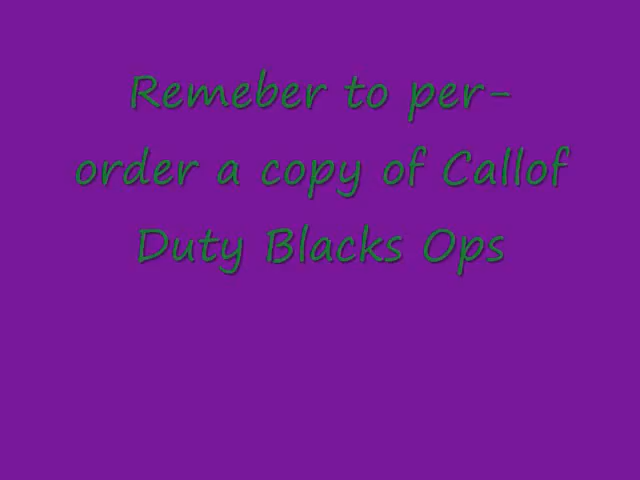 Remeber to per-
order a copy of Callof
Duty Blacks Ops